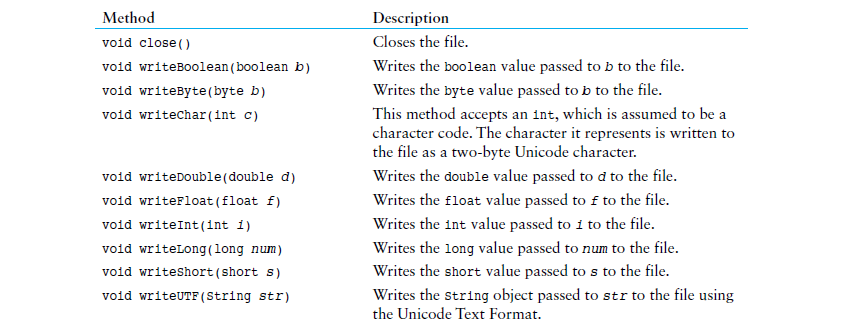 Method Description
void close() Closes the file.
void writeBoolean(boolean b) Writes the boolean value passed to b to the file.
void writeByte(byte b) Writes the byte value passed to b to the file.
void writeChar(int c) This method accepts an int, which is assumed to be a
character code. The character it represents is written to
the file as a two-byte Unicode character.
void writeDouble(double d) Writes the double value passed to d to the file.
void writeFloat(float f) Writes the float value passed to f to the file.
void writeInt(int i) Writes the int value passed to i to the file.
void writeLong(long num) Writes the long value passed to num to the file.
void writeShort(short s) Writes the short value passed to s to the file.
void writeUTF(String str) Writes the String object passed to str to the file using
the Unicode Text Format.